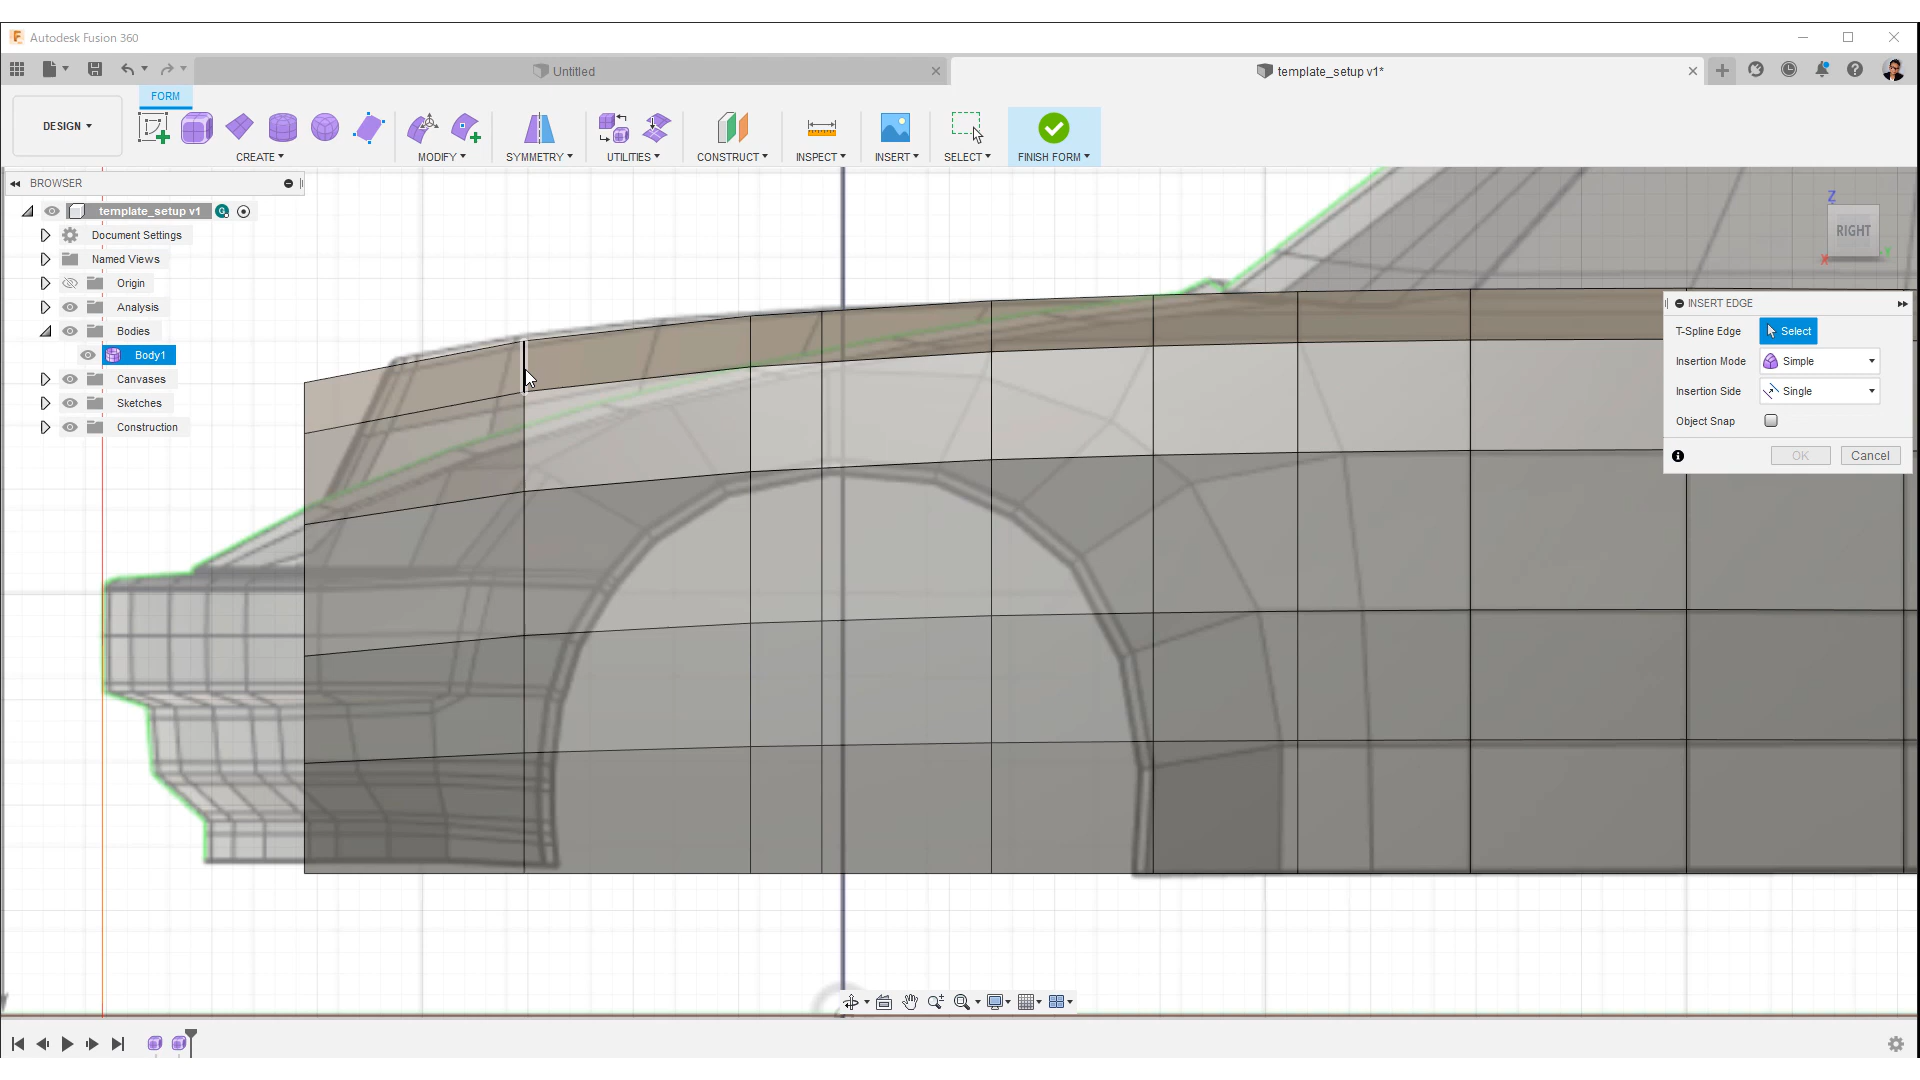 Autodesk Fusion 360
Untitled
template_setup v1*
FORM
DESIGN
CREATE
MODIFY
SYMMETRY
UTILITIES
CONSTRUCT
INSPECT
INSERT
SELECT
FINISH FORM
BROWSER
template_setup v1
Document Settings
Named Views
Origin
Analysis
Bodies
Body1
Canvases
Sketches
Construction
Z
RIGHT
X
INSERT EDGE
T-Spline Edge
Select
Insertion Mode
Simple
Insertion Side
Single
Object Snap
OK
Cancel